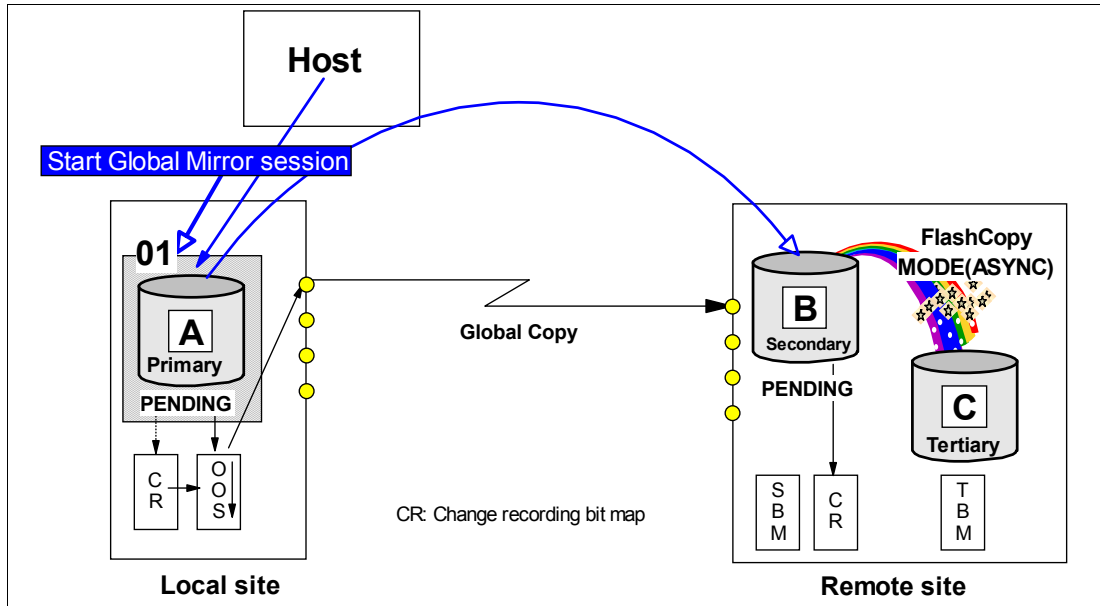 Host
Start Global Mirror session
01
A
Primary
PENDING
C
R
O
O
S
Global Copy
FlashCopy
MODE(ASYNC)
B
Secondary
PENDING
C
Tertiary
S
B
M
C
R
T
B
M
CR: Change recording bit map
Local site
Remote site